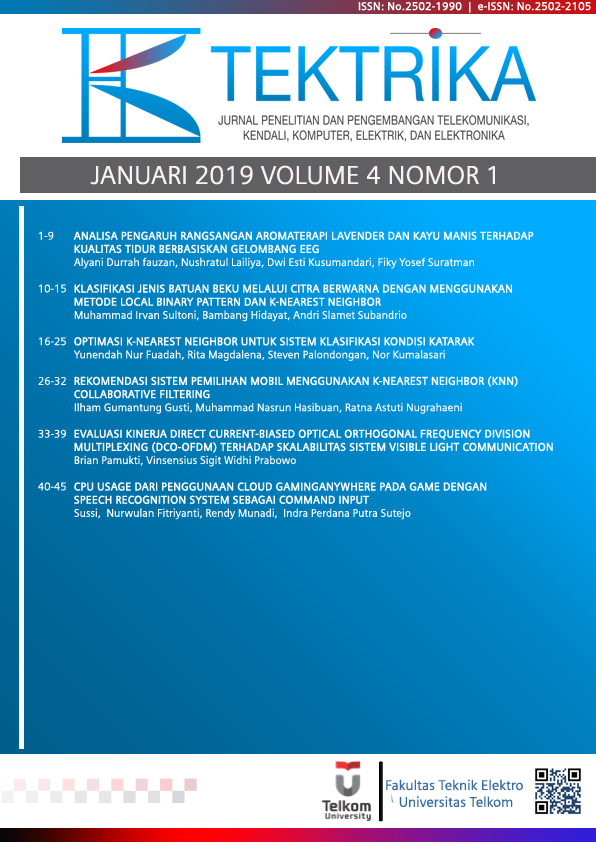 ISSN: No.2502-1990 | e-ISSN: No.2502-2105
TEKTRIKA
JURNAL PENELITIAN DAN PENGEMBANGAN TELEKOMUNIKASI,
KENDALI, KOMPUTER, ELEKTRIK, DAN ELEKTRONIKA
JANUARI 2019 VOLUME 4 NOMOR 1
1-9 ANALISA PENGARUH RANGSANGAN AROMATERAPI LAVENDER DAN KAYU MANIS TERHADAP
KUALITAS TIDUR BERBASISKAN GELOMBANG EEG
Alyani Durrah fauzan, Nushratul Lailiya, Dwi Esti Kusumandari, Fiky Yosef Suratman
10-15 KLASIFIKASI JENIS BATUAN BEKU MELALUI CITRA BERWARNA DENGAN MENGGUNAKAN
METODE LOCAL BINARY PATTERN DAN K-NEAREST NEIGHBOR
Muhammad Irvan Sultoni, Bambang Hidayat, Andri Slamet Subandrio
16-25 OPTIMASI K-NEAREST NEIGHBOR UNTUK SISTEM KLASIFIKASI KONDISI KATARAK
Yunendah Nur Fuadah, Rita Magdalena, Steven Palondongan, Nor Kumalasari
26-32 REKOMENDASI SISTEM PEMILIHAN MOBIL MENGGUNAKAN K-NEAREST NEIGHBOR (KNN)
COLLABORATIVE FILTERING
Ilham Gumantung Gusti, Muhammad Nasrun Hasibuan, Ratna Astuti Nugrahaeni
33-39 EVALUASI KINERJA DIRECT CURRENT-BIASED OPTICAL ORTHOGONAL FREQUENCY DIVISION
MULTIPLEXING (DCO-OFDM) TERHADAP SKALABILITAS SISTEM VISIBLE LIGHT COMMUNICATION
Brian Pamukti, Vinsensius Sigit Widhi Prabowo
40-45 CPU USAGE DARI PENGGUNAAN CLOUD GAMINGANYWHERE PADA GAME DENGAN
SPEECH RECOGNITION SYSTEM SEBAGAI COMMAND INPUT
Sussi, Nurwulan Fitriyanti, Rendy Munadi, Indra Perdana Putra Sutejo
Telkom
University
Fakultas Teknik Elektro
Universitas Telkom